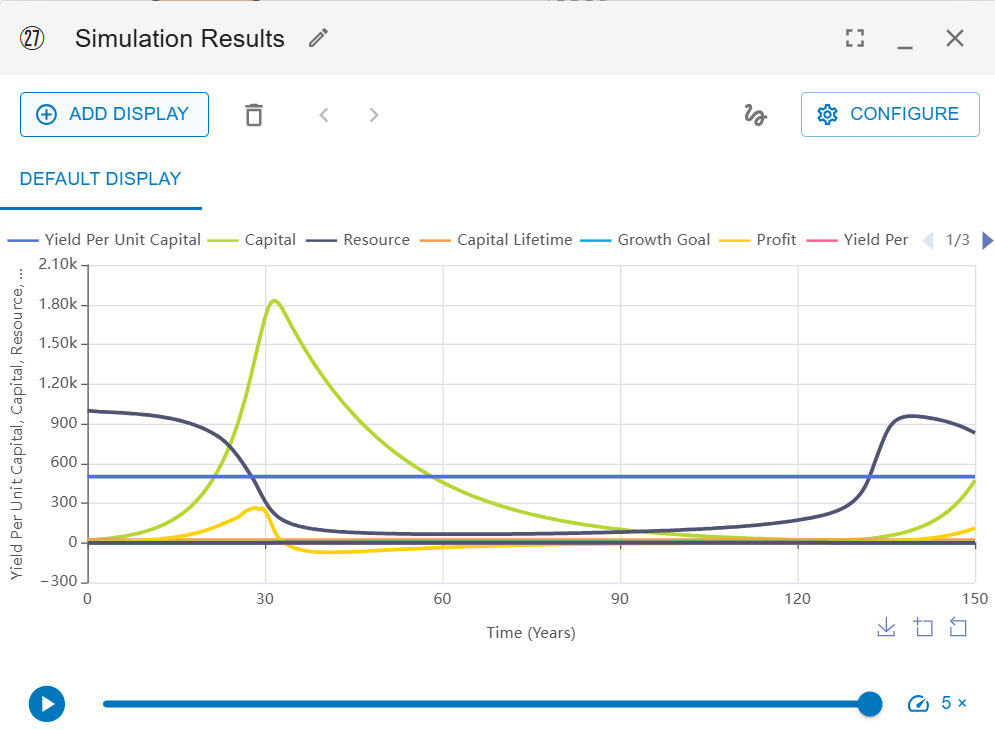 ㉗ Simulation Results
ADD DISPLAY
CONFIGURE
DEFAULT DISPLAY
Yield Per Unit Capital Capital Resource Capital Lifetime Growth Goal Profit Yield Per 1/3
Yield Per Unit Capital, Capital, Resource, ...
2.10k
1.80k
1.50k
1.20k
900
600
300
0
−300
0 30 60 90 120 150
Time (Years)
5 ×